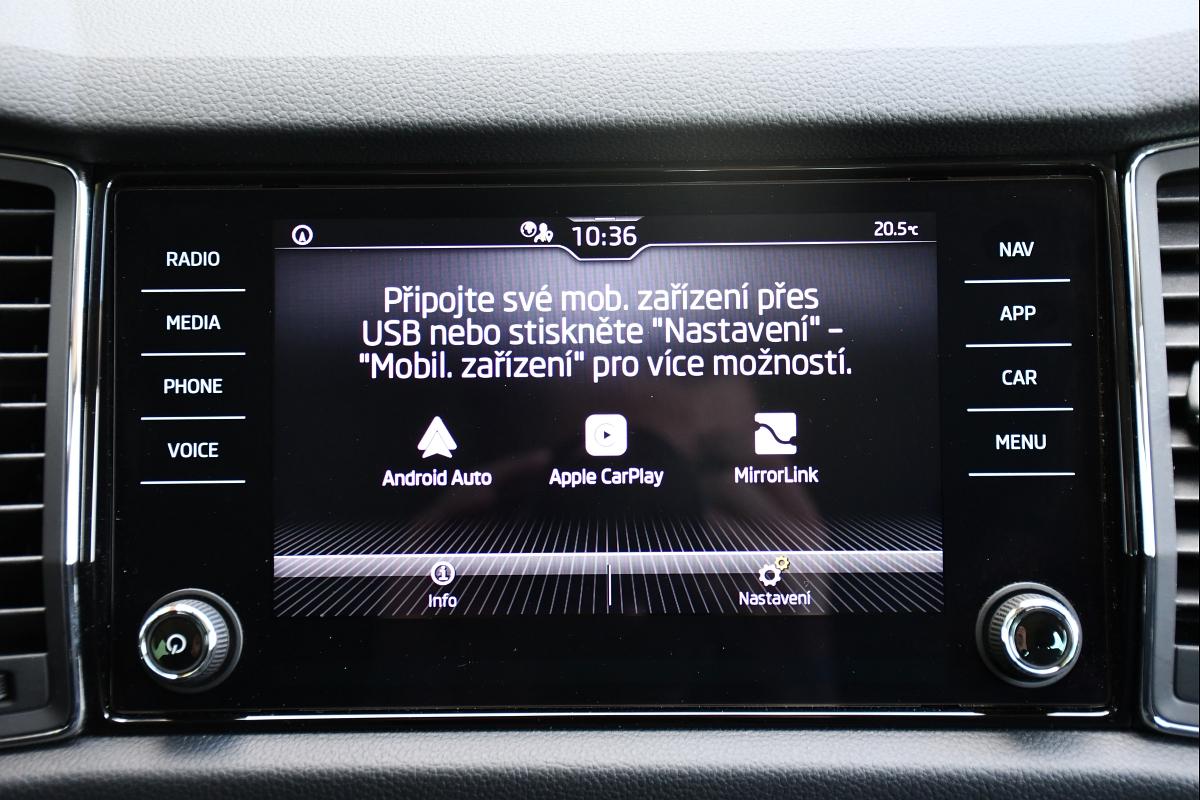 10:36
20.5°C
RADIO
MEDIA
PHONE
VOICE
Připojte své mob. zařízení přes
USB nebo stiskněte "Nastavení" –
"Mobil. zařízení" pro více možností.
Android Auto
Apple CarPlay
MirrorLink
Info
Nastavení
NAV
APP
CAR
MENU